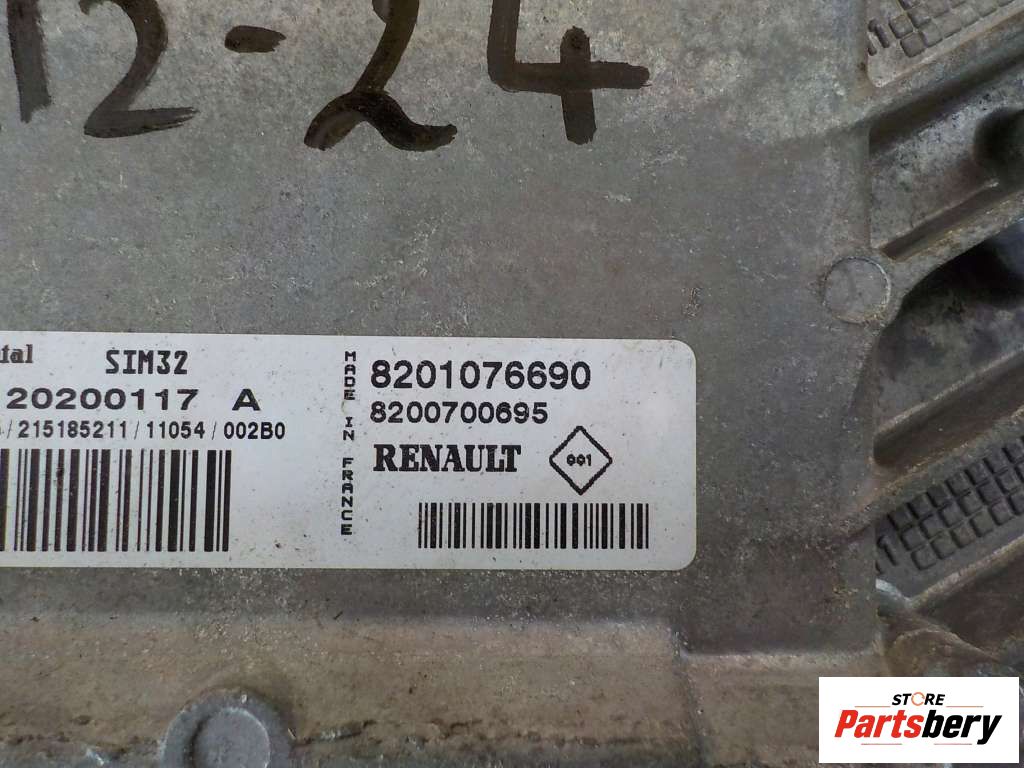 12-24
SIM32
20200117 A
/215185211/11054/002B0
MADE IN FRANCE
8201076690
8200700695
RENAULT
001
STORE
Partsbery